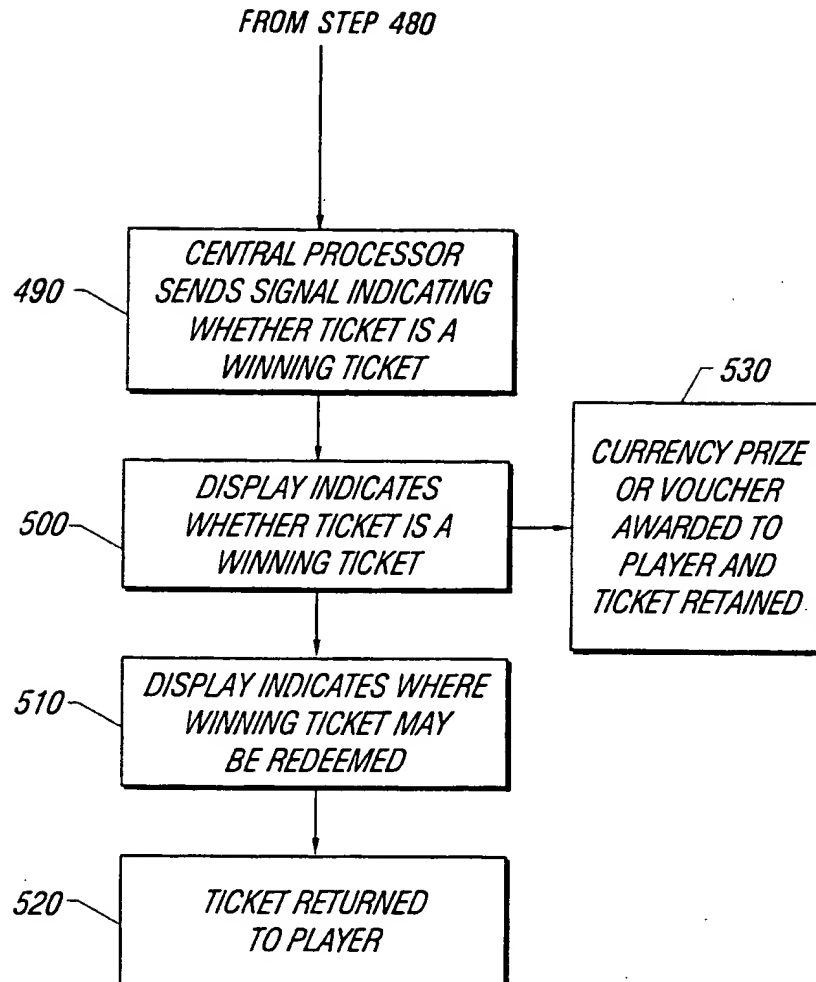 FROM STEP 480
490
CENTRAL PROCESSOR
SENDS SIGNAL INDICATING
WHETHER TICKET IS A
WINNING TICKET
530
CURRENCY PRIZE
OR VOUCHER
AWARDED TO
PLAYER AND
TICKET RETAINED
500
DISPLAY INDICATES
WHETHER TICKET IS A
WINNING TICKET
510
DISPLAY INDICATES WHERE
WINNING TICKET MAY
BE REDEEMED
520
TICKET RETURNED
TO PLAYER